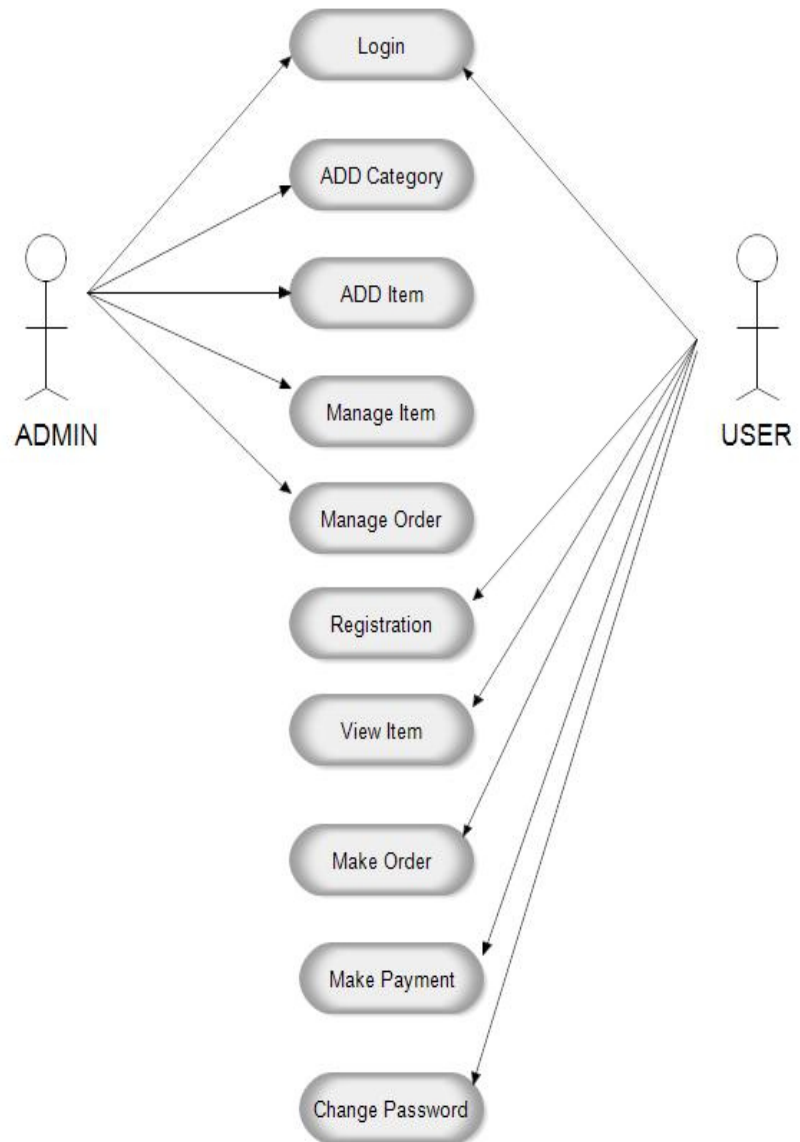 Login
ADD Category
ADD Item
Manage Item
ADMIN
USER
Manage Order
Registration
View Item
Make Order
Make Payment
Change Password